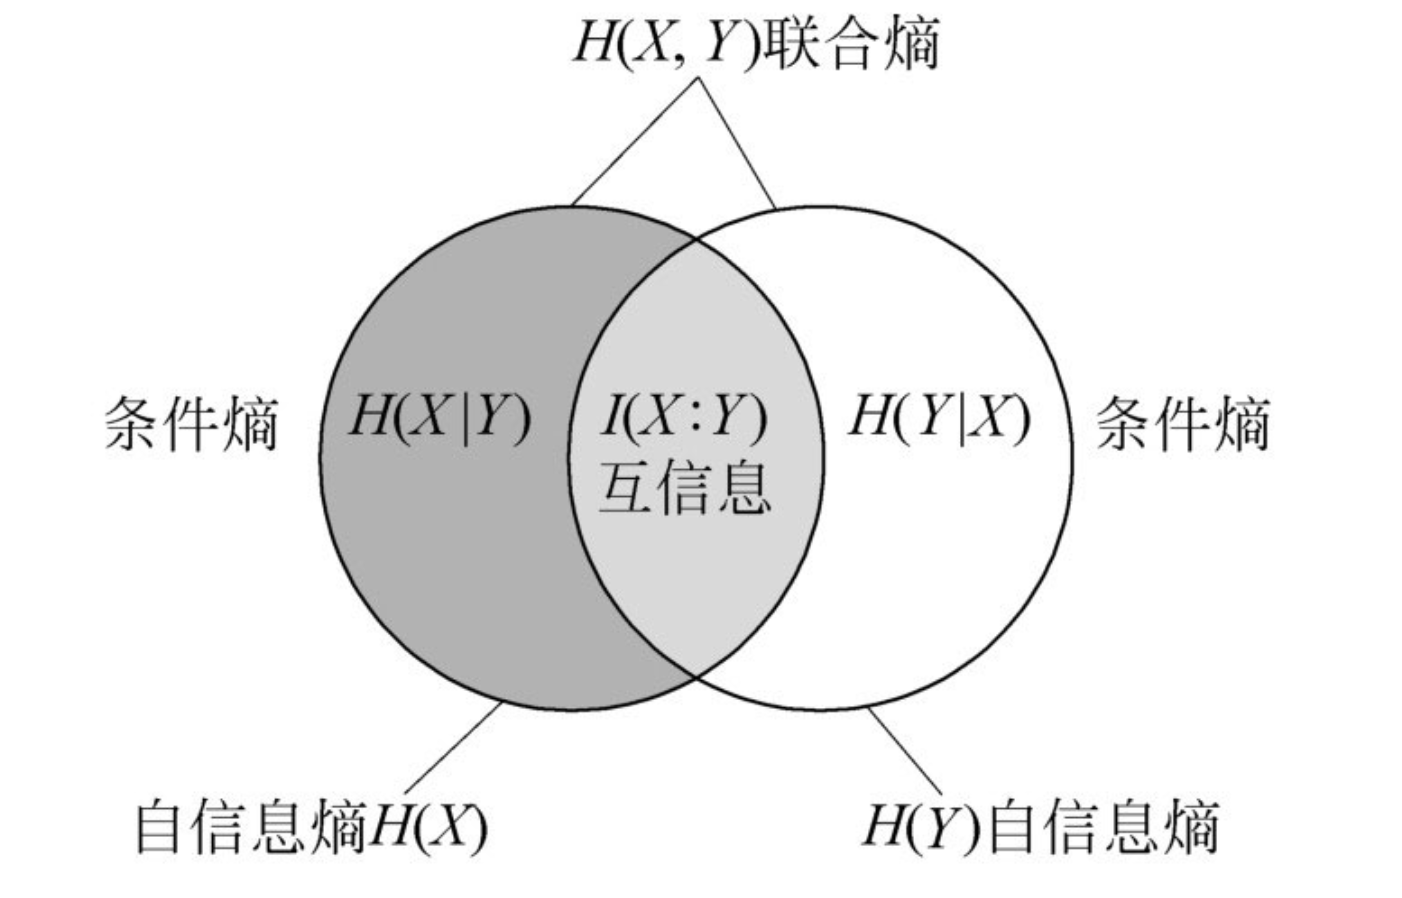 H(X, Y)联合熵
条件熵
H(X|Y)
I(X:Y)
互信息
H(Y|X)
条件熵
自信息熵H(X)
H(Y)自信息熵